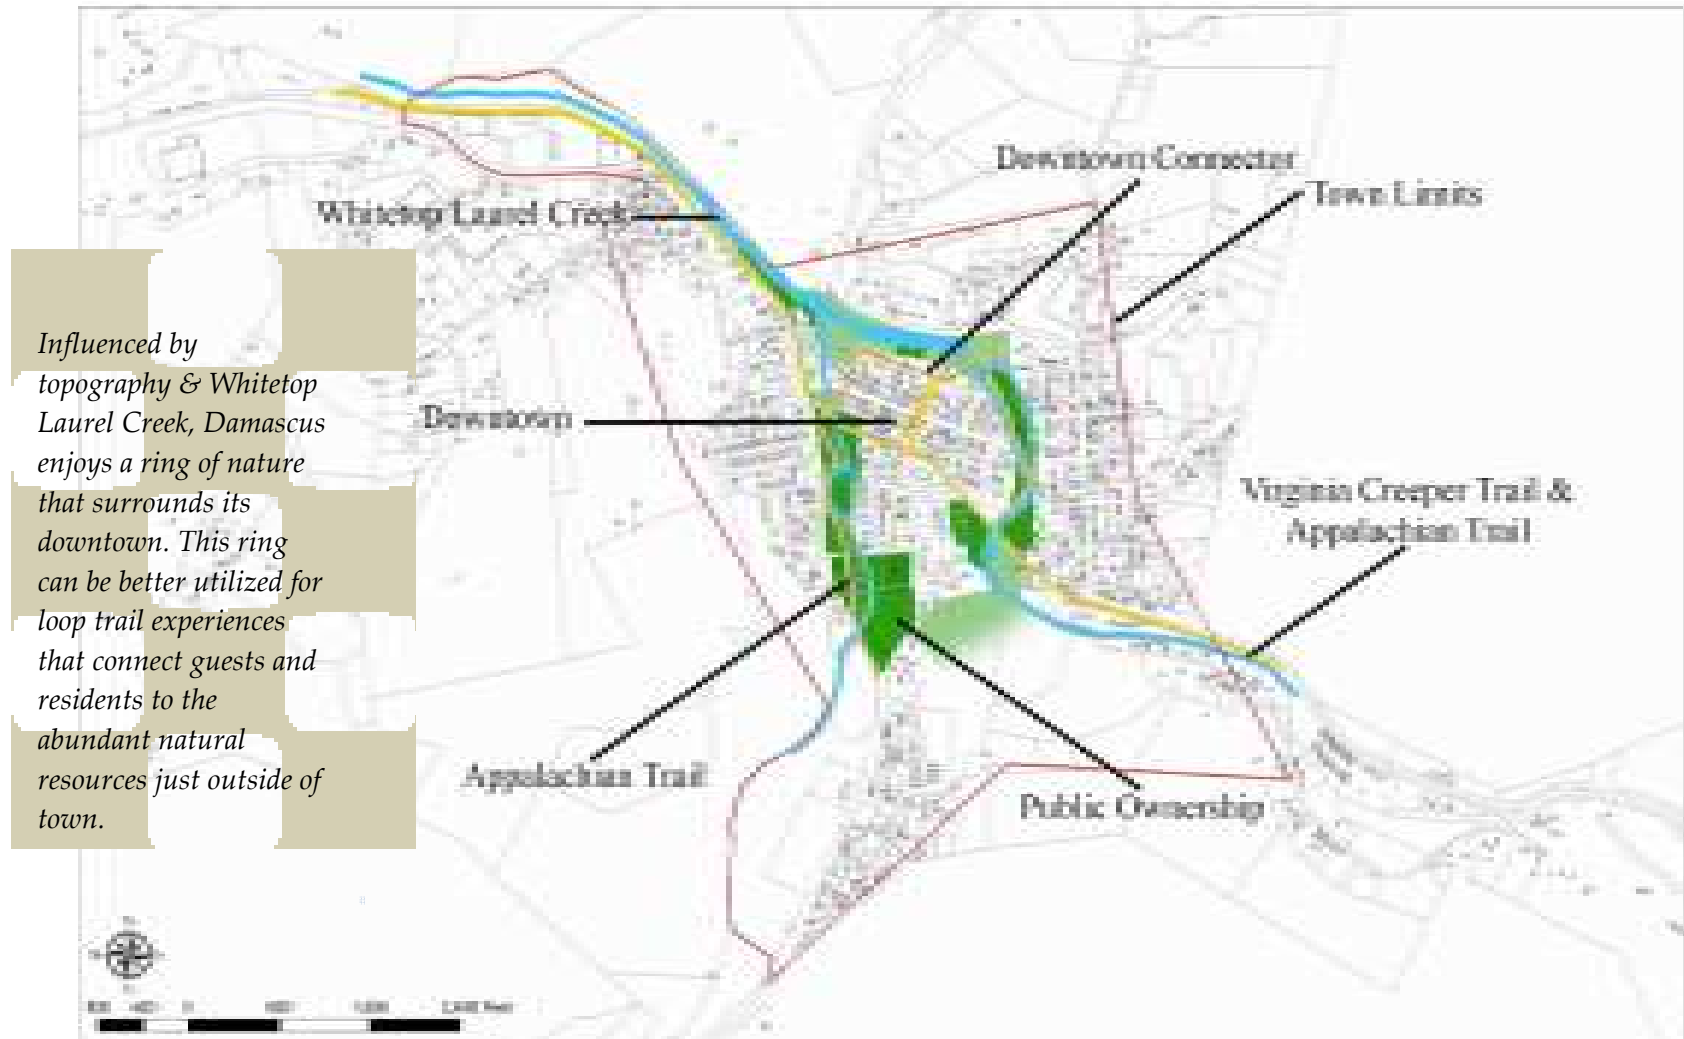 Downtown Connector
Town Limits
Whitetop Laurel Creek
Influenced by
topography & Whitetop
Laurel Creek, Damascus
enjoys a ring of nature
that surrounds its
downtown. This ring
can be better utilized for
loop trail experiences
that connect guests and
residents to the
abundant natural
resources just outside of
town.
Downtown
Virginia Creeper Trail &
Appalachian Trail
Appalachian Trail
Public Ownership